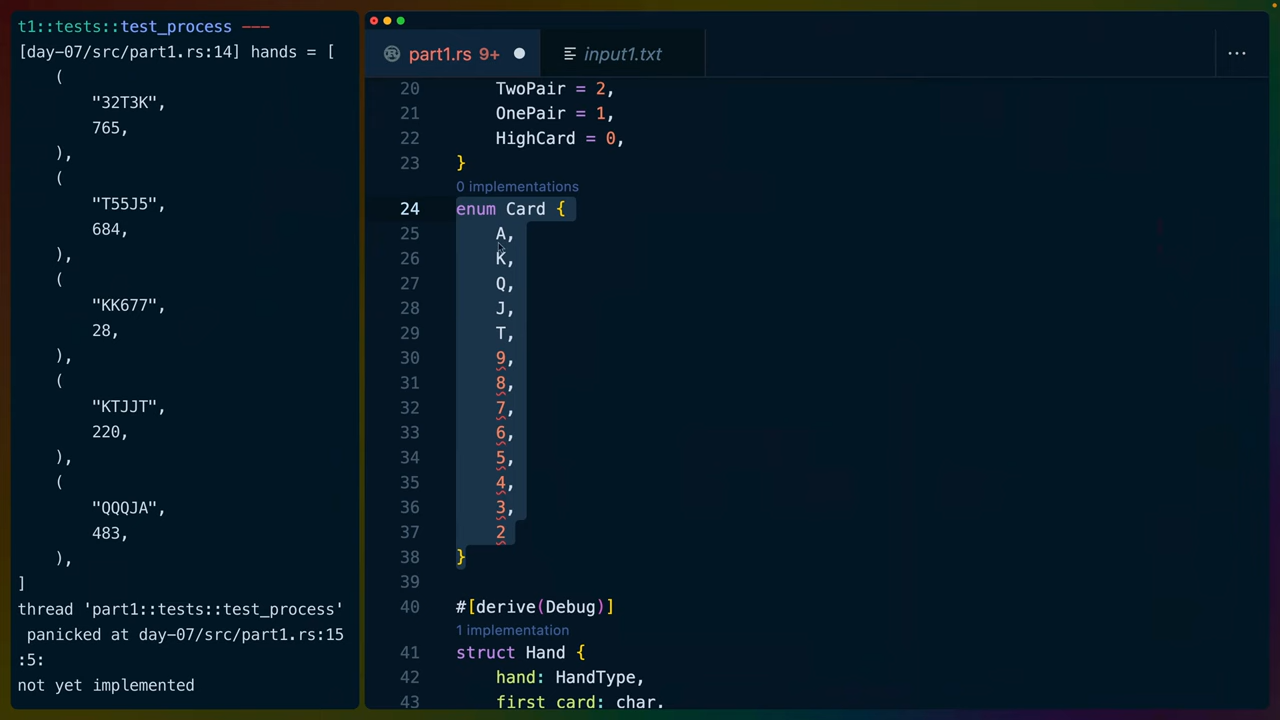 t1::tests::test_process ———
[day-07/src/part1.rs:14] hands = [
(
"32T3K",
765,
),
(
"T55J5",
684,
),
(
"KK677",
28,
),
(
"KTJJT",
220,
),
(
"QQQJA",
483,
),
]
thread 'part1::tests::test_process'
panicked at day-07/src/part1.rs:15
:5:
not yet implemented
part1.rs 9+
input1.txt
20 TwoPair = 2,
21 OnePair = 1,
22 HighCard = 0,
23 }
0 implementations
24 enum Card {
25 A,
26 K,
27 Q,
28 J,
29 T,
30 9,
31 8,
32 7,
33 6,
34 5,
35 4,
36 3,
37 2
38 }
39
40 #[derive(Debug)]
1 implementation
41 struct Hand {
42 hand: HandType,
43 first_card: char,